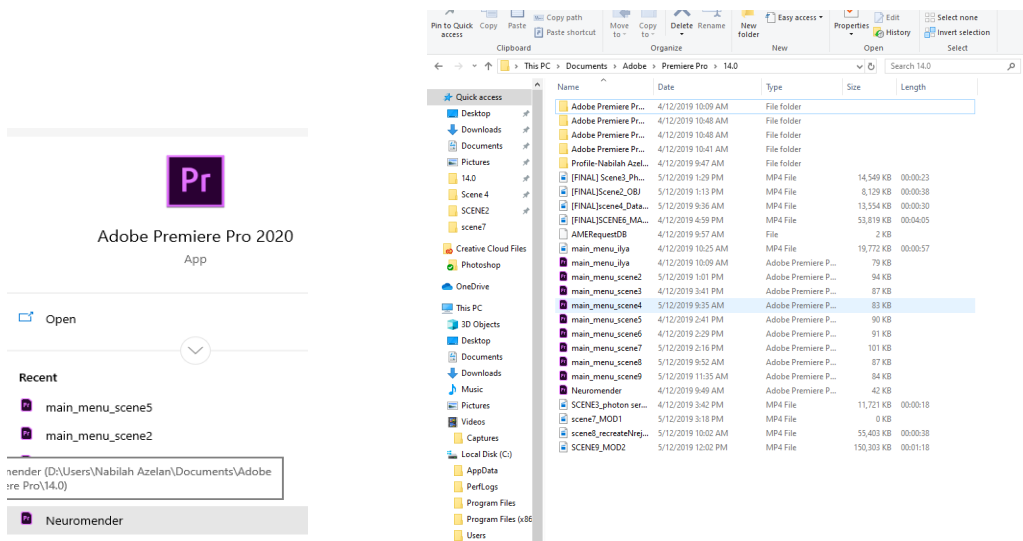 Pr
Adobe Premiere Pro 2020
App
Open
Recent
main_menu_scene5
main_menu_scene2
nender (D:\Users\Nabilah Azelan\Documents\Adobe
ere Pro\14.0)
Neuromender
Pin to Quick access Copy Paste Copy path Paste shortcut Move to Copy to Delete Rename New folder Easy access Properties Edit History Select none Invert selection
Clipboard Organize New Open Select
This PC > Documents > Adobe > Premiere Pro > 14.0 Search 14.0
Quick access
Desktop
Downloads
Documents
Pictures
14.0
Scene 4
SCENE2
scene7
Creative Cloud Files
Photoshop
OneDrive
This PC
3D Objects
Desktop
Documents
Downloads
Music
Pictures
Videos
Captures
Local Disk (C:)
AppData
PerfLogs
Program Files
Program Files (x86
Users
Name Date Type Size Length
Adobe Premiere Pr... 4/12/2019 10:09 AM File folder
Adobe Premiere Pr... 4/12/2019 10:48 AM File folder
Adobe Premiere Pr... 4/12/2019 10:48 AM File folder
Adobe Premiere Pr... 4/12/2019 10:41 AM File folder
Profile-Nabilah Azel... 4/12/2019 9:47 AM File folder
[FINAL] Scene3_Ph... 5/12/2019 1:29 PM MP4 File 14,549 KB 00:00:23
[FINAL]Scene2_OBJ 5/12/2019 1:13 PM MP4 File 8,129 KB 00:00:38
[FINAL]scene4_Data... 5/12/2019 9:36 AM MP4 File 13,554 KB 00:00:30
[FINAL]SCENE6_MA... 4/12/2019 4:59 PM MP4 File 53,819 KB 00:04:05
AMERequestDB 4/12/2019 9:57 AM File 2 KB
main_menu_ilya 4/12/2019 10:25 AM MP4 File 19,772 KB 00:00:57
main_menu_ilya 4/12/2019 10:09 AM Adobe Premiere P... 79 KB
main_menu_scene2 5/12/2019 1:01 PM Adobe Premiere P... 94 KB
main_menu_scene3 4/12/2019 3:41 PM Adobe Premiere P... 87 KB
main_menu_scene4 5/12/2019 9:35 AM Adobe Premiere P... 83 KB
main_menu_scene5 4/12/2019 2:41 PM Adobe Premiere P... 90 KB
main_menu_scene6 4/12/2019 2:29 PM Adobe Premiere P... 91 KB
main_menu_scene7 5/12/2019 2:16 PM Adobe Premiere P... 101 KB
main_menu_scene8 5/12/2019 9:52 AM Adobe Premiere P... 87 KB
main_menu_scene9 5/12/2019 11:35 AM Adobe Premiere P... 84 KB
Neuromender 4/12/2019 9:49 AM Adobe Premiere P... 42 KB
SCENE3_photon ser... 4/12/2019 3:42 PM MP4 File 11,721 KB 00:00:18
scene7_MOD1 5/12/2019 3:18 PM MP4 File 0 KB
scene8_recreateNrej... 5/12/2019 10:02 AM MP4 File 55,403 KB 00:00:38
SCENE9_MOD2 5/12/2019 12:02 PM MP4 File 150,303 KB 00:01:18